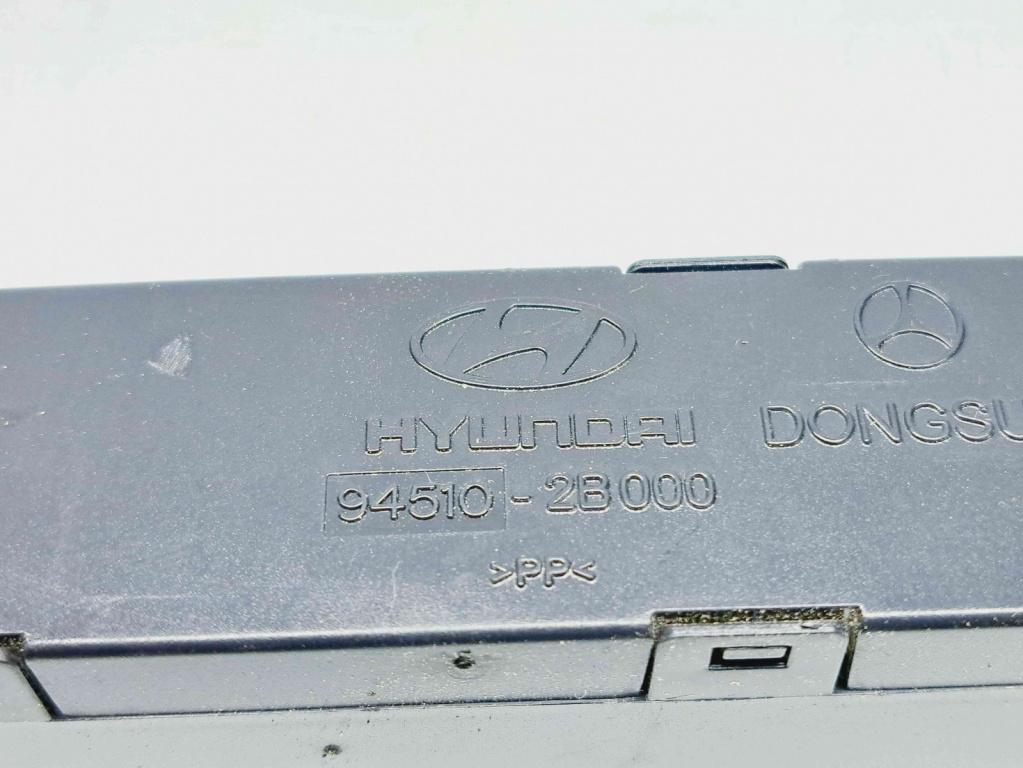 HYUNDAI
DONGSU
94510-2B000
>PP<